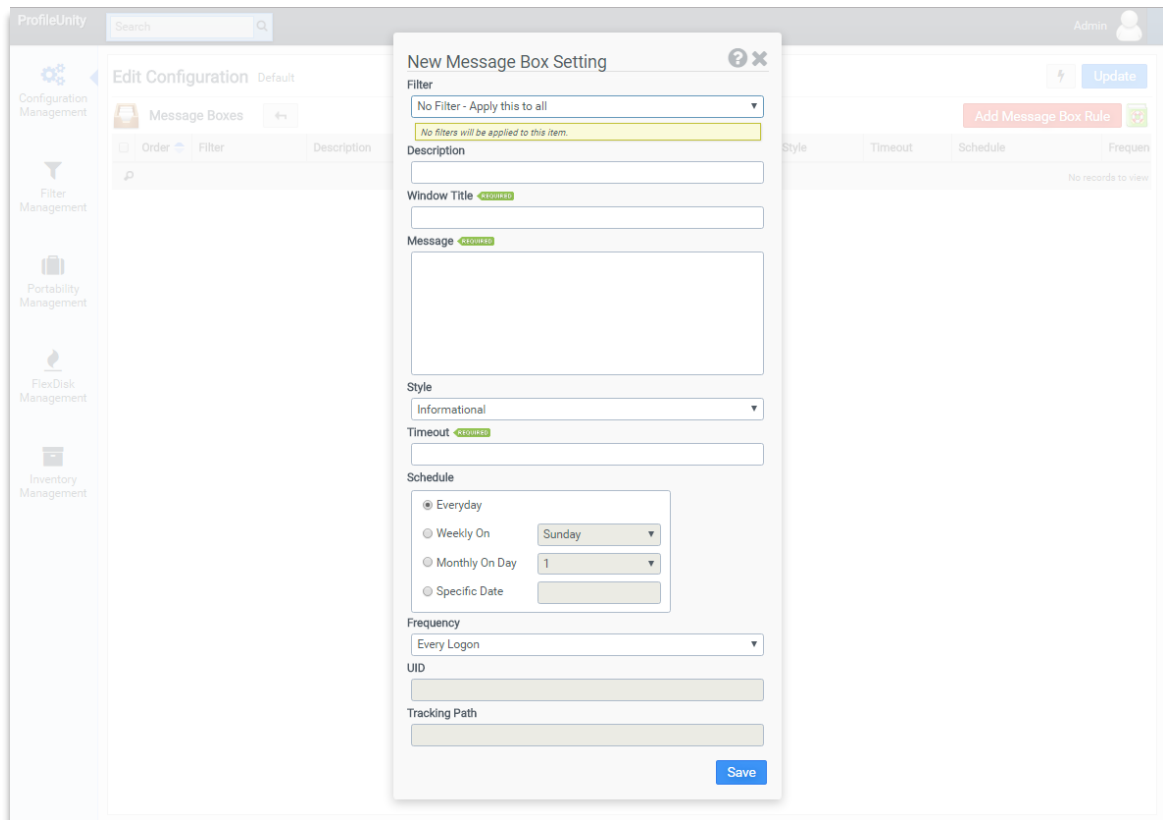 ProfileUnity
Search
Admin
Configuration
Management
Filter
Management
Portability
Management
FlexDisk
Management
Inventory
Management
Edit Configuration Default
Update
Message Boxes
Add Message Box Rule
Order
Filter
Description
Style
Timeout
Schedule
Frequen
No records to view
New Message Box Setting
Filter
No Filter - Apply this to all
No filters will be applied to this item.
Description
Window Title REQUIRED
Message REQUIRED
Style
Informational
Timeout REQUIRED
Schedule
Everyday
Weekly On Sunday
Monthly On Day 1
Specific Date
Frequency
Every Logon
UID
Tracking Path
Save